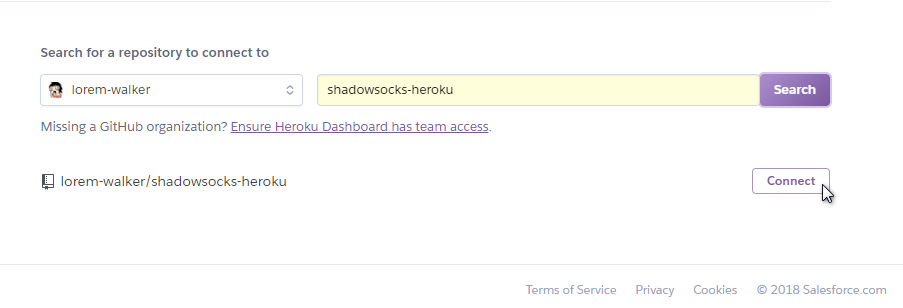 Search for a repository to connect to
lorem-walker shadowsocks-heroku Search
Missing a GitHub organization? Ensure Heroku Dashboard has team access.
lorem-walker/shadowsocks-heroku Connect
Terms of Service Privacy Cookies © 2018 Salesforce.com